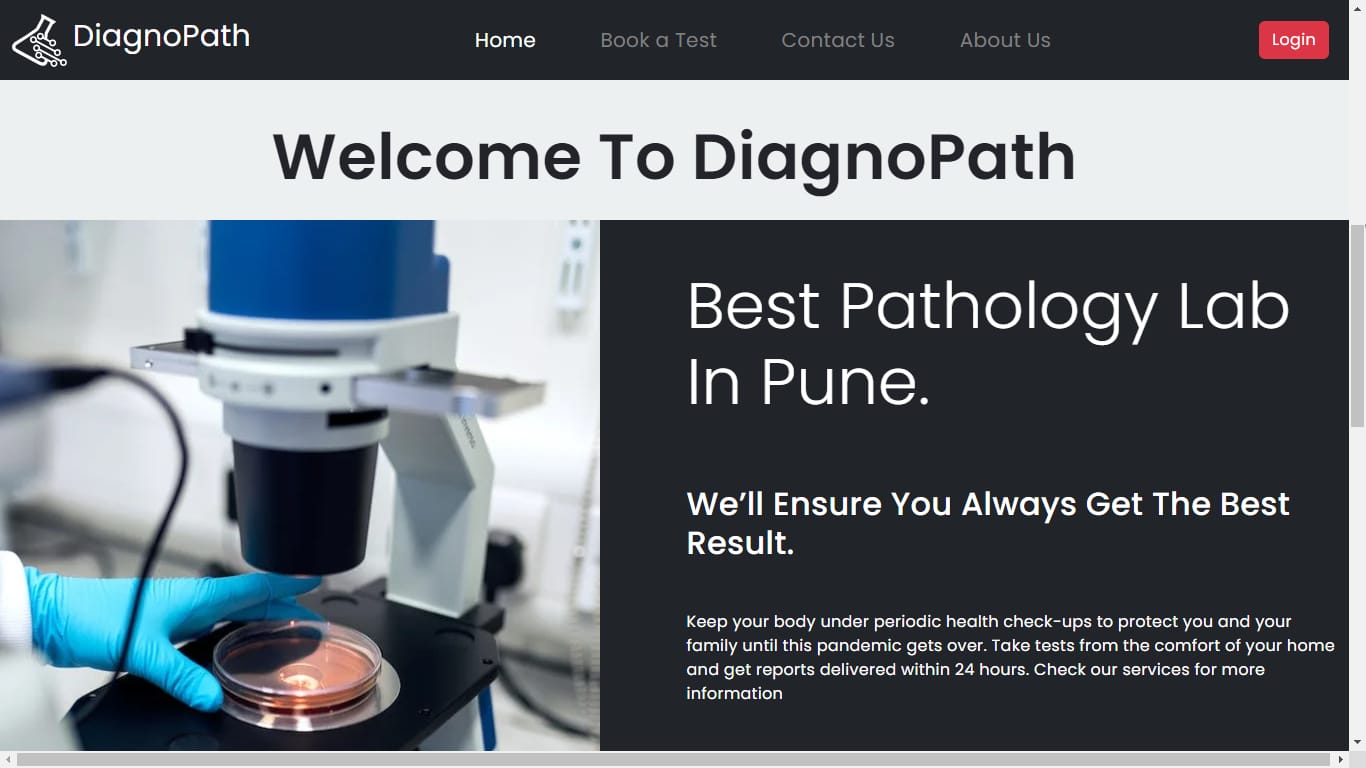 DiagnoPath
Home
Book a Test
Contact Us
About Us
Login
Welcome To DiagnoPath
Best Pathology Lab
In Pune.
We’ll Ensure You Always Get The Best
Result.
Keep your body under periodic health check-ups to protect you and your
family until this pandemic gets over. Take tests from the comfort of your home
and get reports delivered within 24 hours. Check our services for more
information